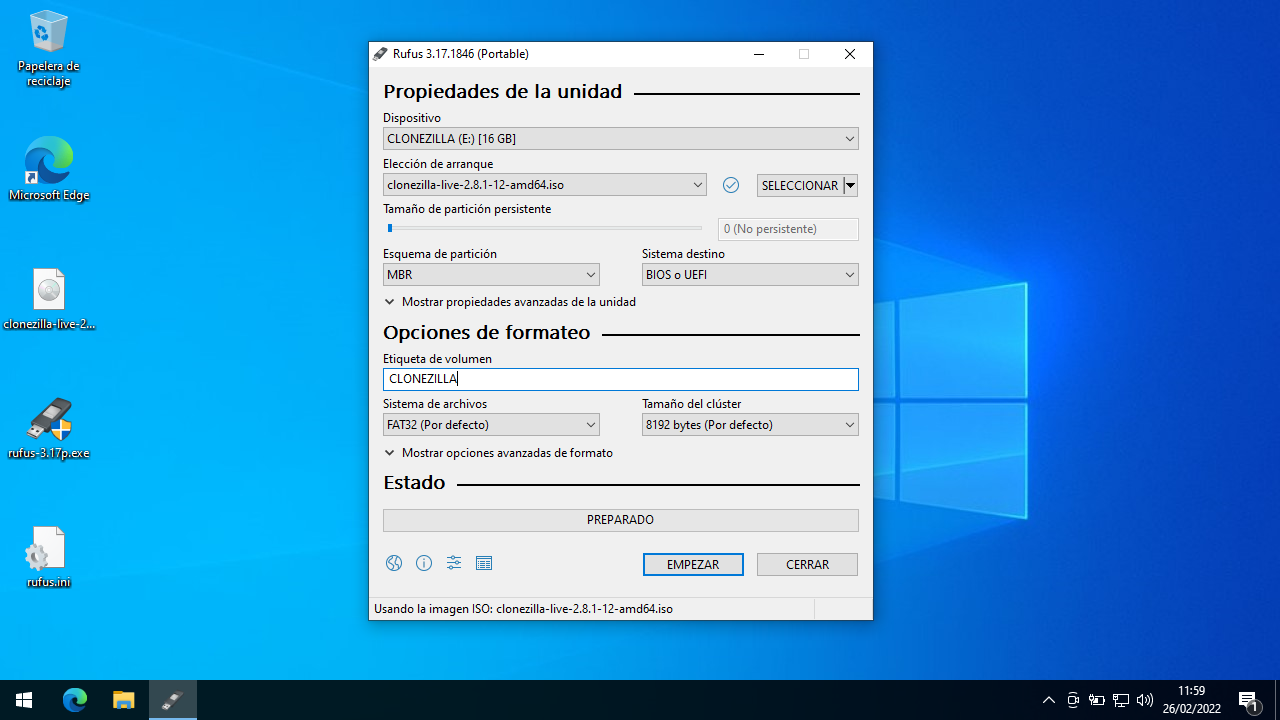 Papelera de
reciclaje
Microsoft Edge
clonezilla-live-2...
rufus-3.17p.exe
rufus.ini
Rufus 3.17.1846 (Portable)
Propiedades de la unidad
Dispositivo
CLONEZILLA (E:) [16 GB]
Elección de arranque
clonezilla-live-2.8.1-12-amd64.iso
SELECCIONAR
Tamaño de partición persistente
0 (No persistente)
Esquema de partición
Sistema destino
MBR
BIOS o UEFI
Mostrar propiedades avanzadas de la unidad
Opciones de formateo
Etiqueta de volumen
CLONEZILLA
Sistema de archivos
Tamaño del clúster
FAT32 (Por defecto)
8192 bytes (Por defecto)
Mostrar opciones avanzadas de formato
Estado
PREPARADO
EMPEZAR
CERRAR
Usando la imagen ISO: clonezilla-live-2.8.1-12-amd64.iso
11:59
26/02/2022
1